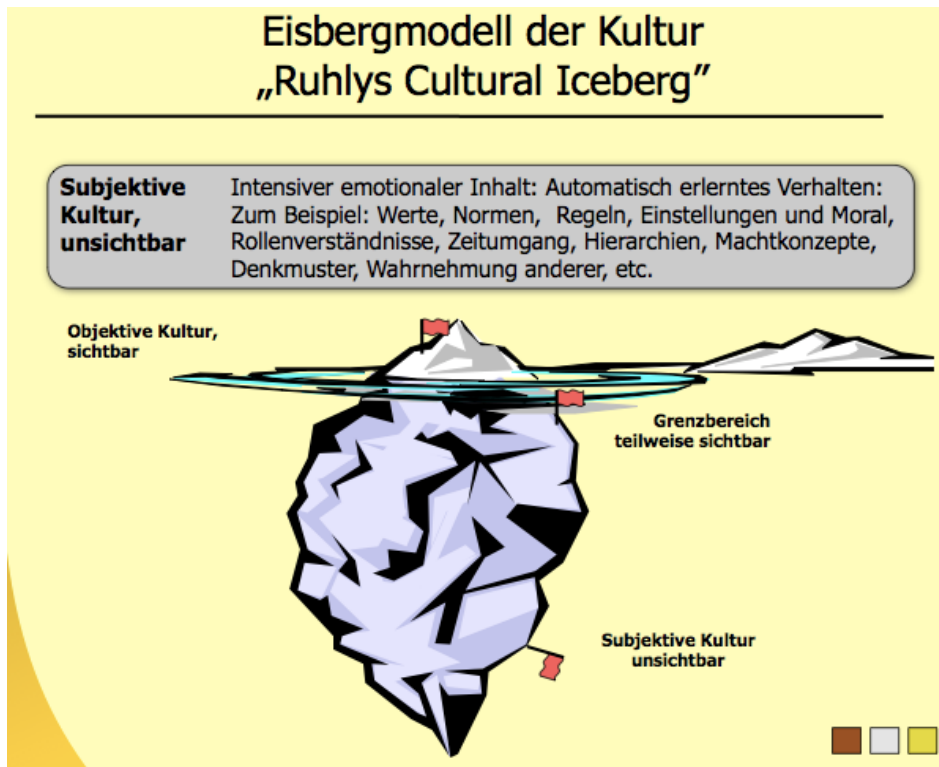 Eisbergmodell der Kultur
„Ruhlys Cultural Iceberg”
Subjektive Kultur, unsichtbar
Intensiver emotionaler Inhalt: Automatisch erlerntes Verhalten:
Zum Beispiel: Werte, Normen, Regeln, Einstellungen und Moral,
Rollenverständnisse, Zeitumgang, Hierarchien, Machtkonzepte,
Denkmuster, Wahrnehmung anderer, etc.
Objektive Kultur,
sichtbar
Grenzbereich
teilweise sichtbar
Subjektive Kultur
unsichtbar